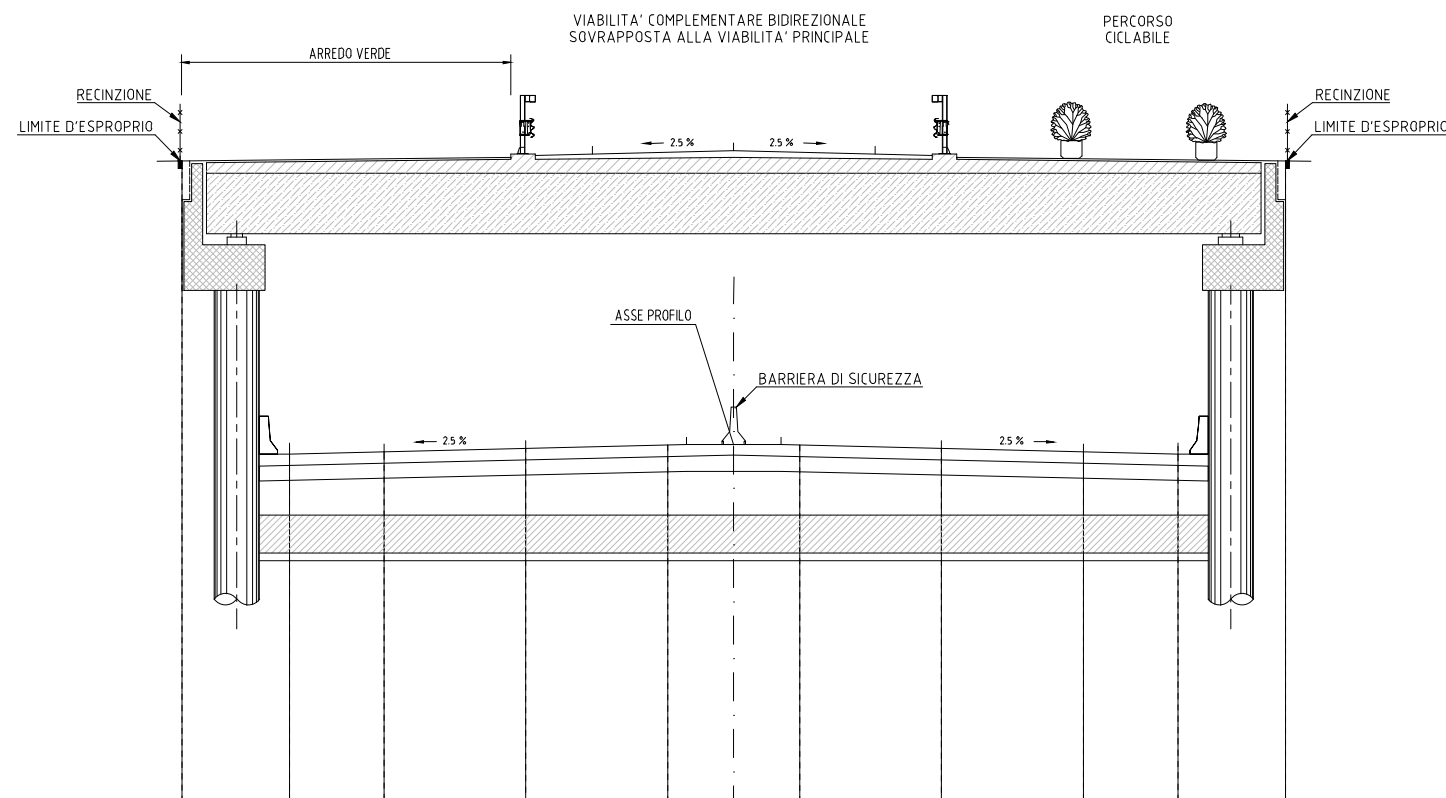 VIABILITA' COMPLEMENTARE BIDIREZIONALE
SOVRAPPOSTA ALLA VIABILITA' PRINCIPALE
PERCORSO
CICLABILE
ARREDO VERDE
RECINZIONE
RECINZIONE
LIMITE D'ESPROPRIO
LIMITE D'ESPROPRIO
2.5 %
2.5 %
ASSE PROFILO
BARRIERA DI SICUREZZA
2.5 %
2.5 %